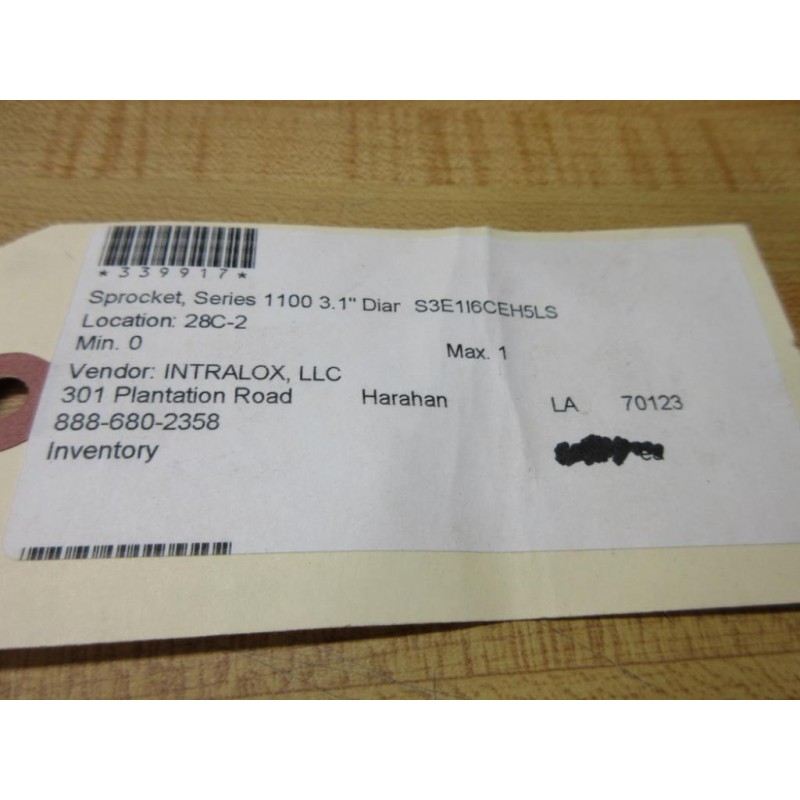 *339917*
Sprocket, Series 1100 3.1" Diar S3E1I6CEH5LS
Location: 28C-2
Min. 0 Max. 1
Vendor: INTRALOX, LLC
301 Plantation Road Harahan LA 70123
888-680-2358
Inventory